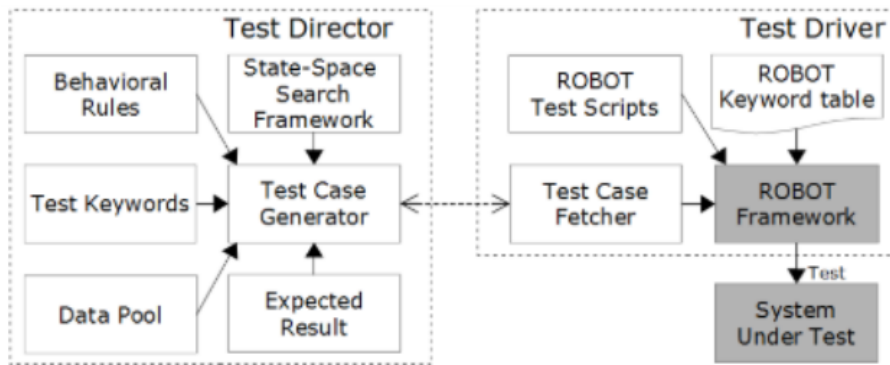 Test Director
Behavioral
Rules
State-Space
Search
Framework
Test Keywords
Test Case
Generator
Data Pool
Expected
Result
Test Driver
ROBOT
Test Scripts
ROBOT
Keyword table
Test Case
Fetcher
ROBOT
Framework
Test
System
Under Test